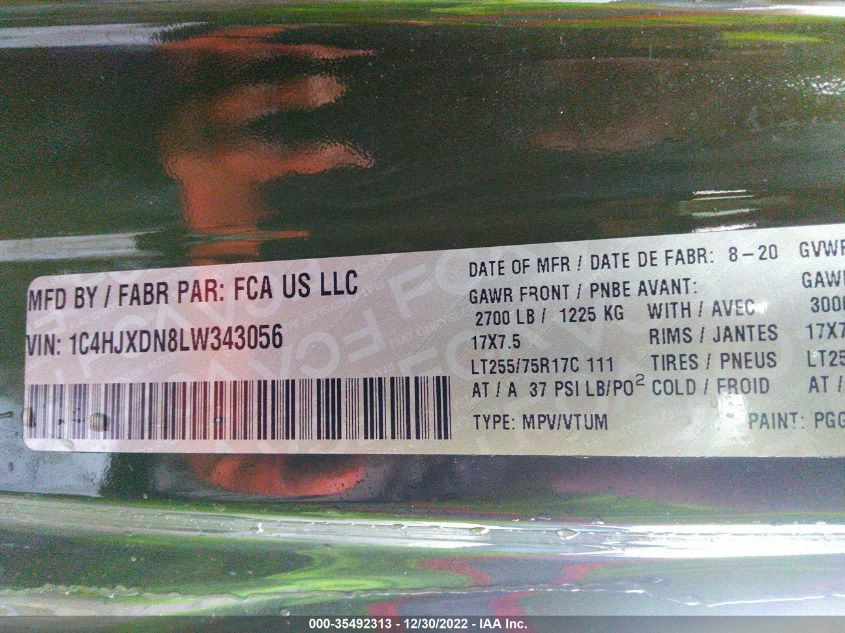 MFD BY / FABR PAR: FCA US LLC
VIN: 1C4HJXDN8LW343056
DATE OF MFR / DATE DE FABR: 8-20 GVWR
GAWR FRONT / PNBE AVANT: GAWR
2700 LB / 1225 KG WITH / AVEC 300
17X7.5 RIMS / JANTES 17X7
LT255/75R17C 111 TIRES / PNEUS LT25
AT / A 37 PSI LB/PO² COLD / FROID AT /
TYPE: MPV/VTUM PAINT: PGG
000-35492313 - 12/30/2022 - IAA Inc.